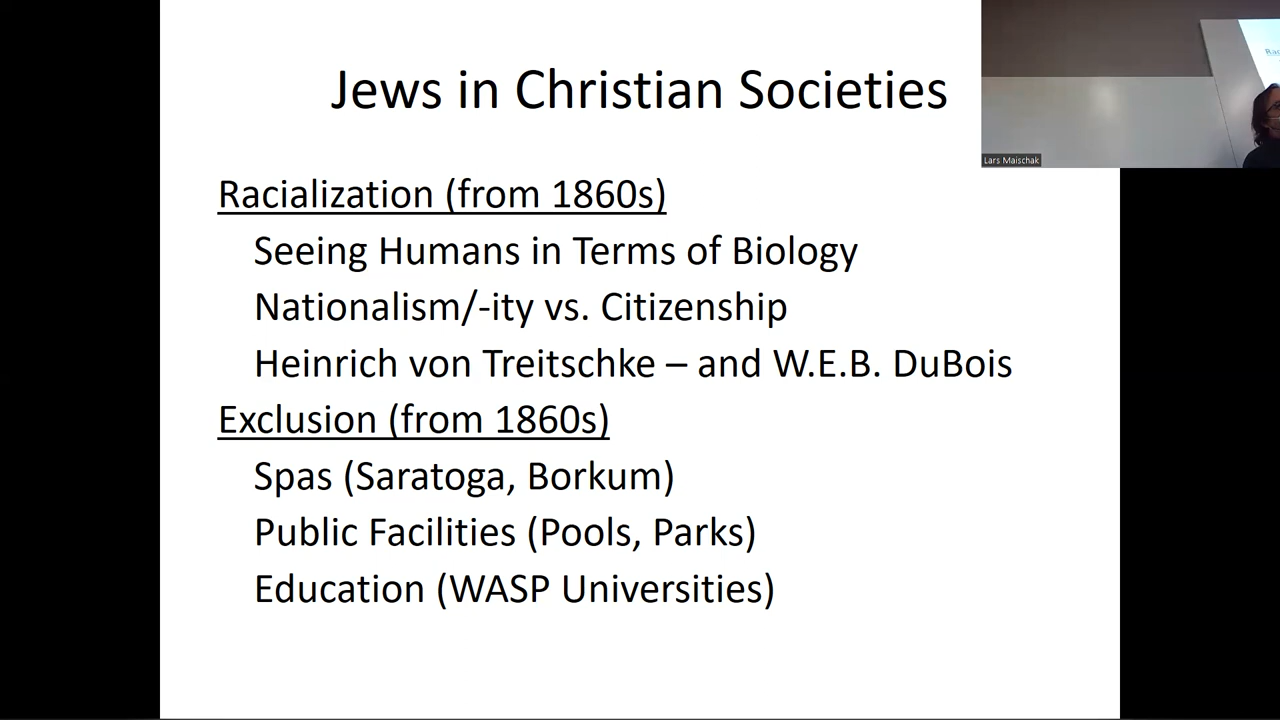 Jews in Christian Societies
Lars Maischak
Racialization (from 1860s)
Seeing Humans in Terms of Biology
Nationalism/-ity vs. Citizenship
Heinrich von Treitschke – and W.E.B. DuBois
Exclusion (from 1860s)
Spas (Saratoga, Borkum)
Public Facilities (Pools, Parks)
Education (WASP Universities)